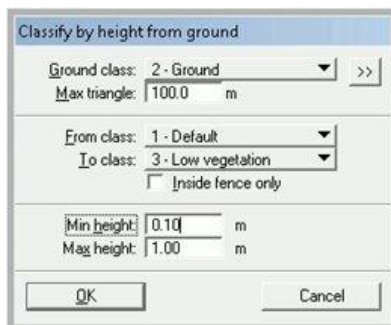 Classify by height from ground
Ground class: 2 - Ground >>
Max triangle: 100.0 m
From class: 1 - Default
To class: 3 - Low vegetation
Inside fence only
Min height: 0.10 m
Max height: 1.00 m
OK Cancel